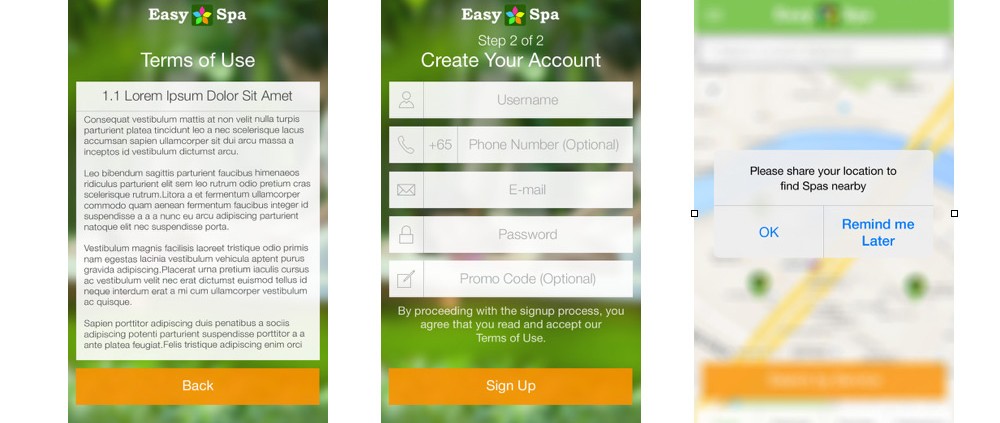 Easy Spa
Terms of Use
1.1 Lorem Ipsum Dolor Sit Amet
Consequat vestibulum mattis at non velit nulla turpis
parturient platea tincidunt leo a nec scelerisque lacus
accumsan sapien ullamcorper sit dui arcu massa a
inceptos id vestibulum dictumst arcu.
Leo bibendum sagittis parturient faucibus himenaeos
ridiculus parturient elit sem leo rutrum odio pretium cras
scelerisque rutrum.Litora a et fermentum ullamcorper
commodo quam aenean fermentum faucibus integer id
suspendisse a a a nunc eu arcu adipiscing parturient
natoque elit nec suspendisse porta.
Vestibulum magnis facilisis laoreet tristique odio primis
nam egestas lacinia vestibulum vehicula aptent purus
gravida adipiscing.Placerat urna pretium iaculis cursus
ac vestibulum velit nec erat dictumst euismod tellus id
neque interdum erat a mi cum ullamcorper vestibulum
ac quisque.
Sapien porttitor adipiscing duis penatibus a sociis
adipiscing potenti parturient suspendisse porttitor a a
ante platea feugiat.Felis tristique adipiscing enim orci
Back
Easy Spa
Step 2 of 2
Create Your Account
Username
+65 Phone Number (Optional)
E-mail
Password
Promo Code (Optional)
By proceeding with the signup process, you
agree that you read and accept our
Terms of Use.
Sign Up
Please share your location to
find Spas nearby
OK
Remind me
Later